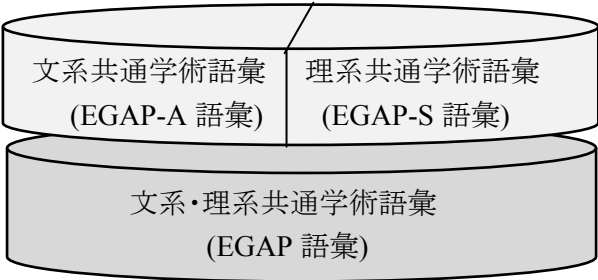 文系共通学術語彙
(EGAP-A 語彙)
理系共通学術語彙
(EGAP-S 語彙)
文系・理系共通学術語彙
(EGAP 語彙)